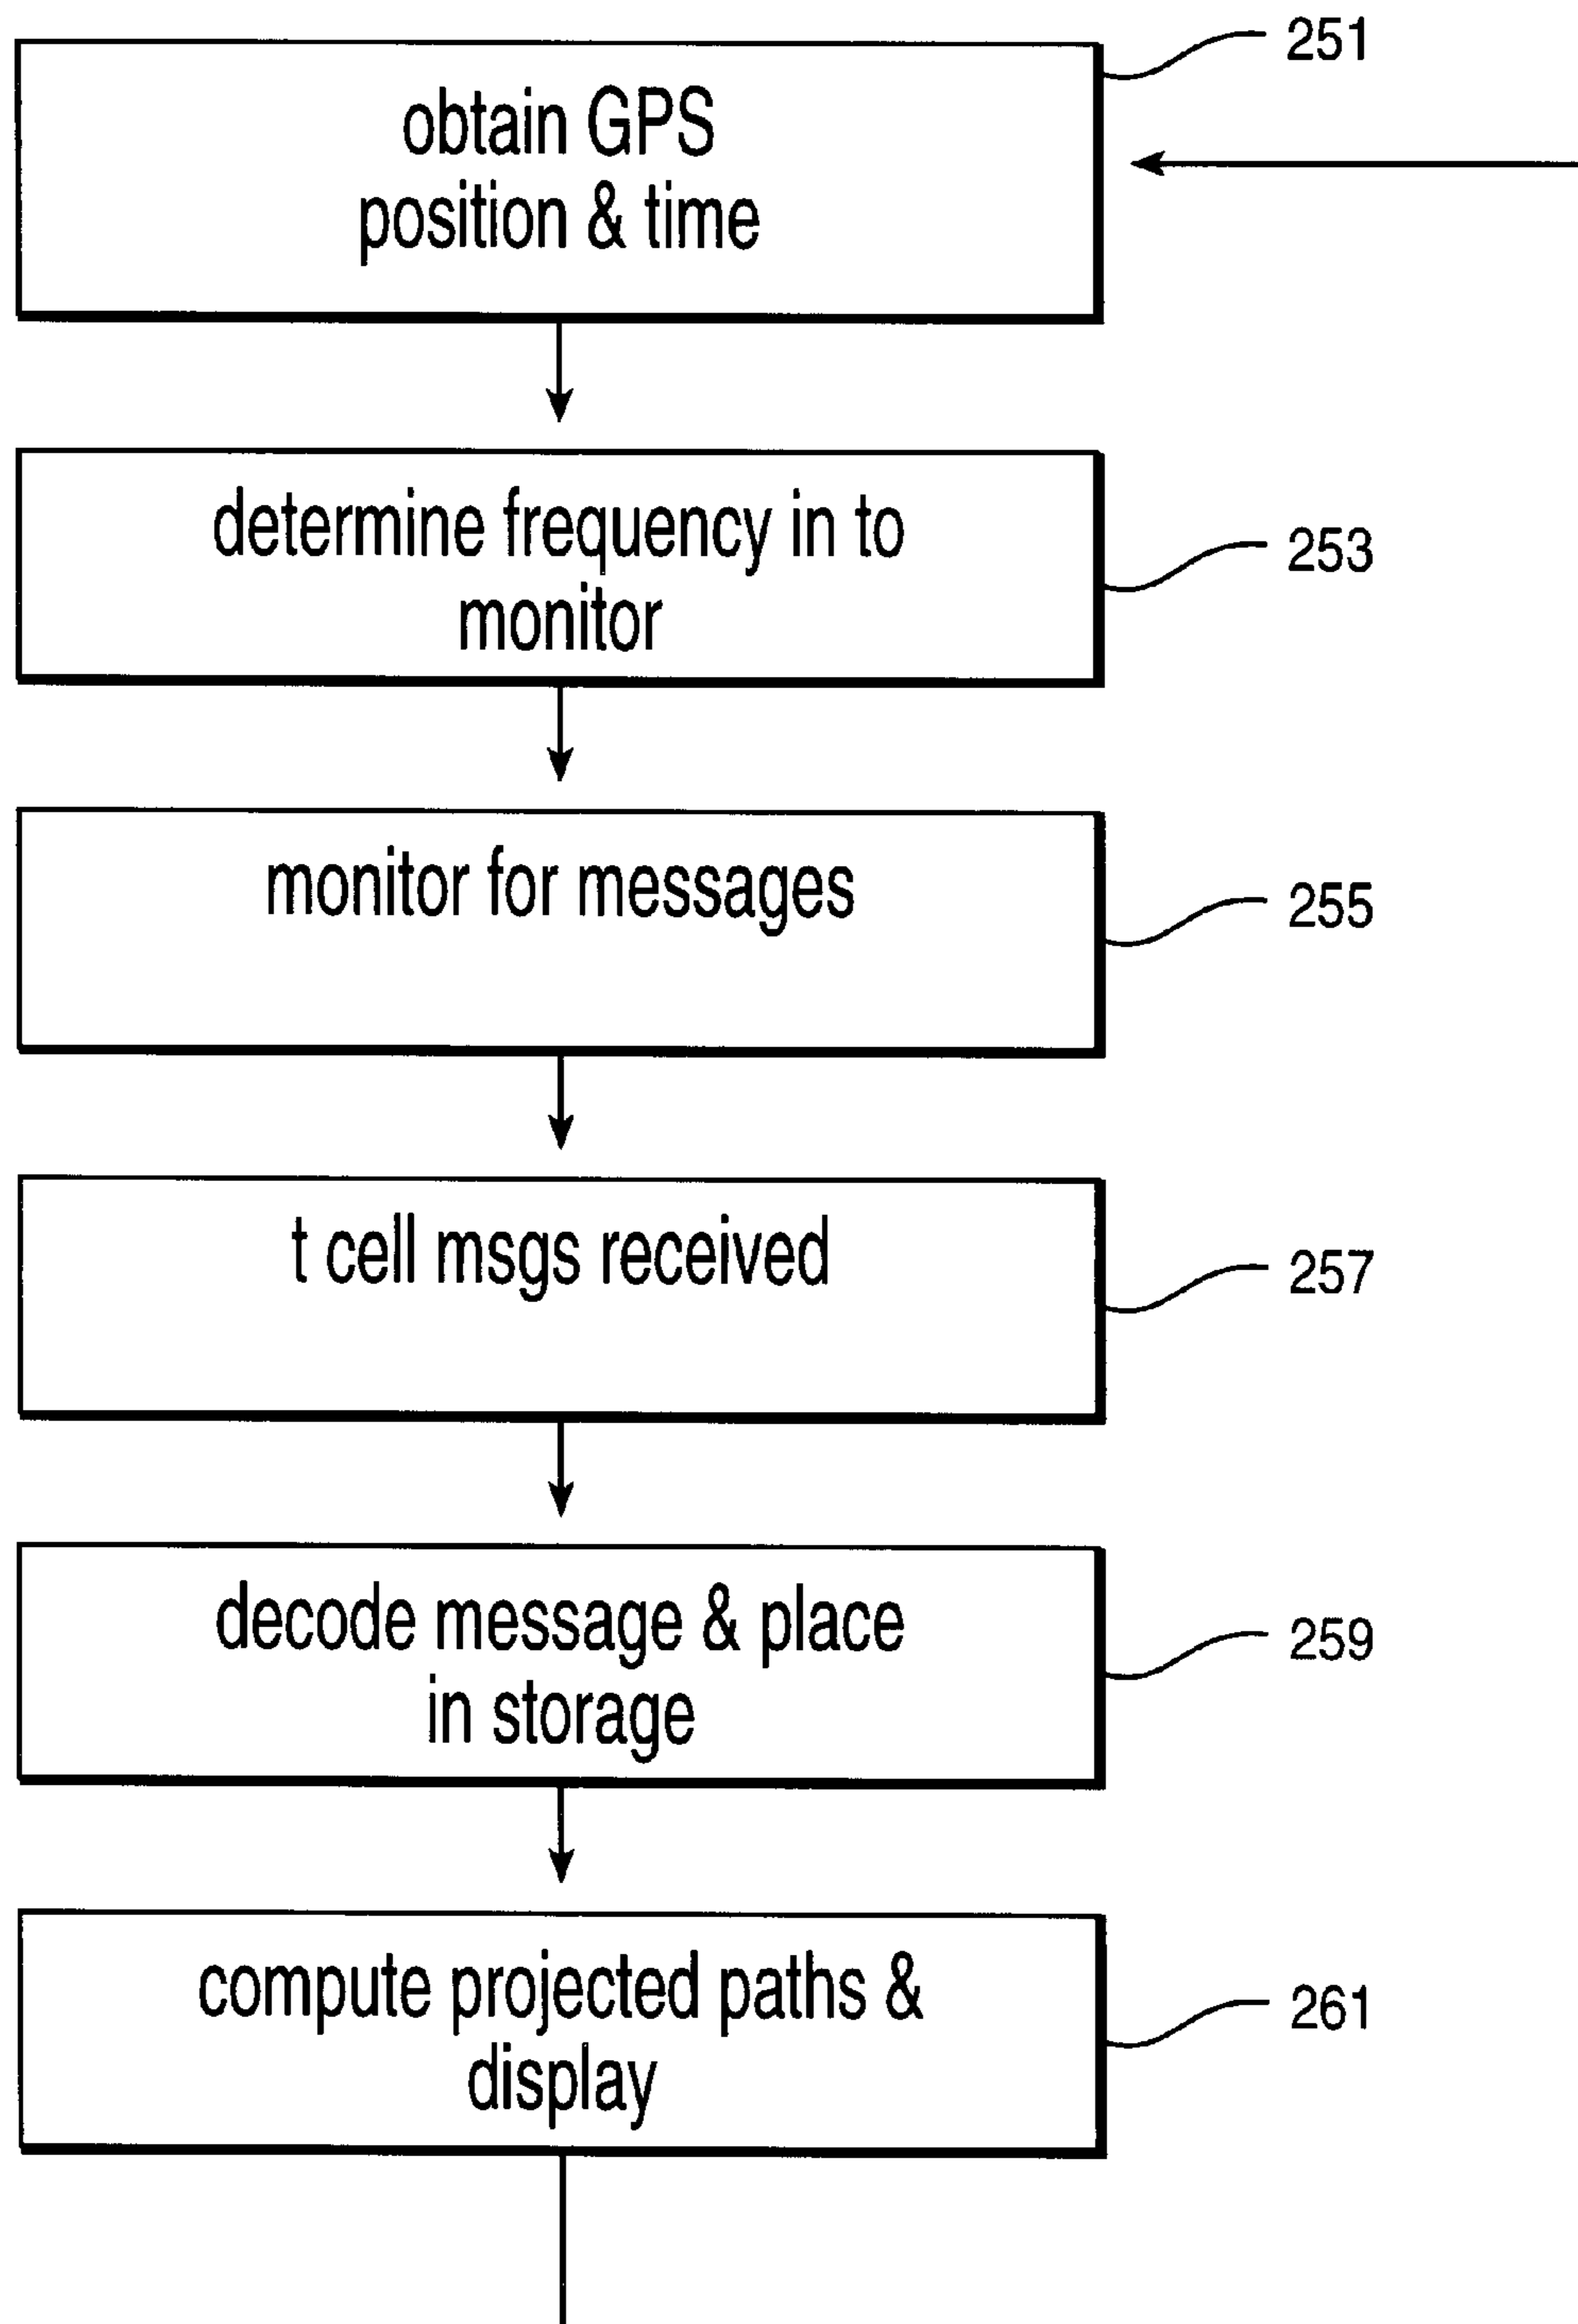 251
obtain GPS
position & time
determine frequency in to
monitor
253
monitor for messages
255
t cell msgs received
257
decode message & place
in storage
259
compute projected paths &
display
261